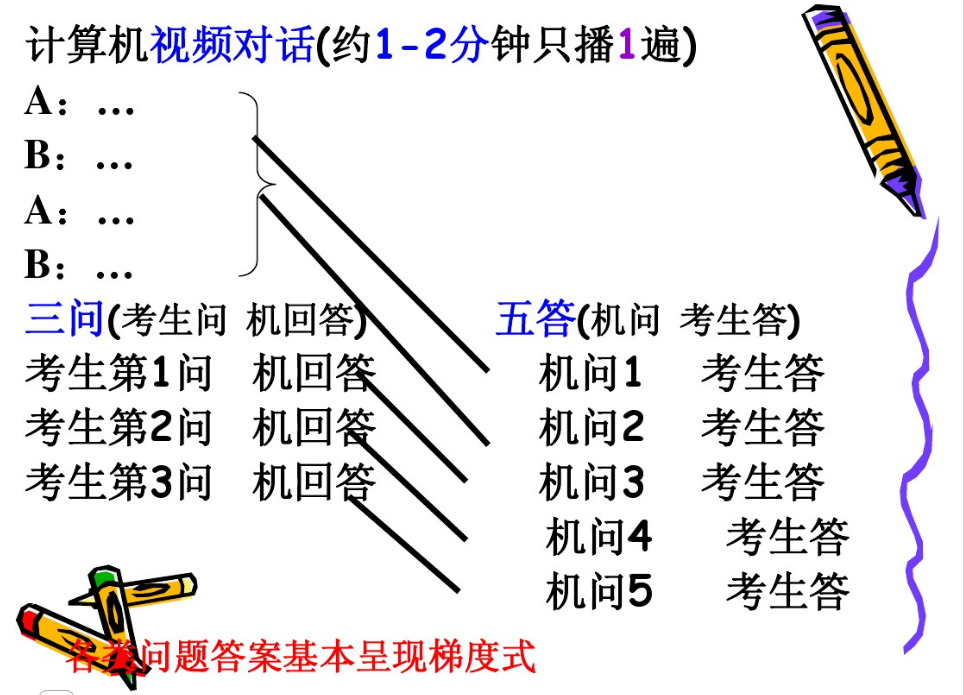 计算机视频对话(约1-2分钟只播1遍)
A：…
B：…
A：…
B：…
三问(考生问 机回答)
考生第1问 机回答
考生第2问 机回答
考生第3问 机回答
五答(机问 考生答)
机问1 考生答
机问2 考生答
机问3 考生答
机问4 考生答
机问5 考生答
各类问题答案基本呈现梯度式